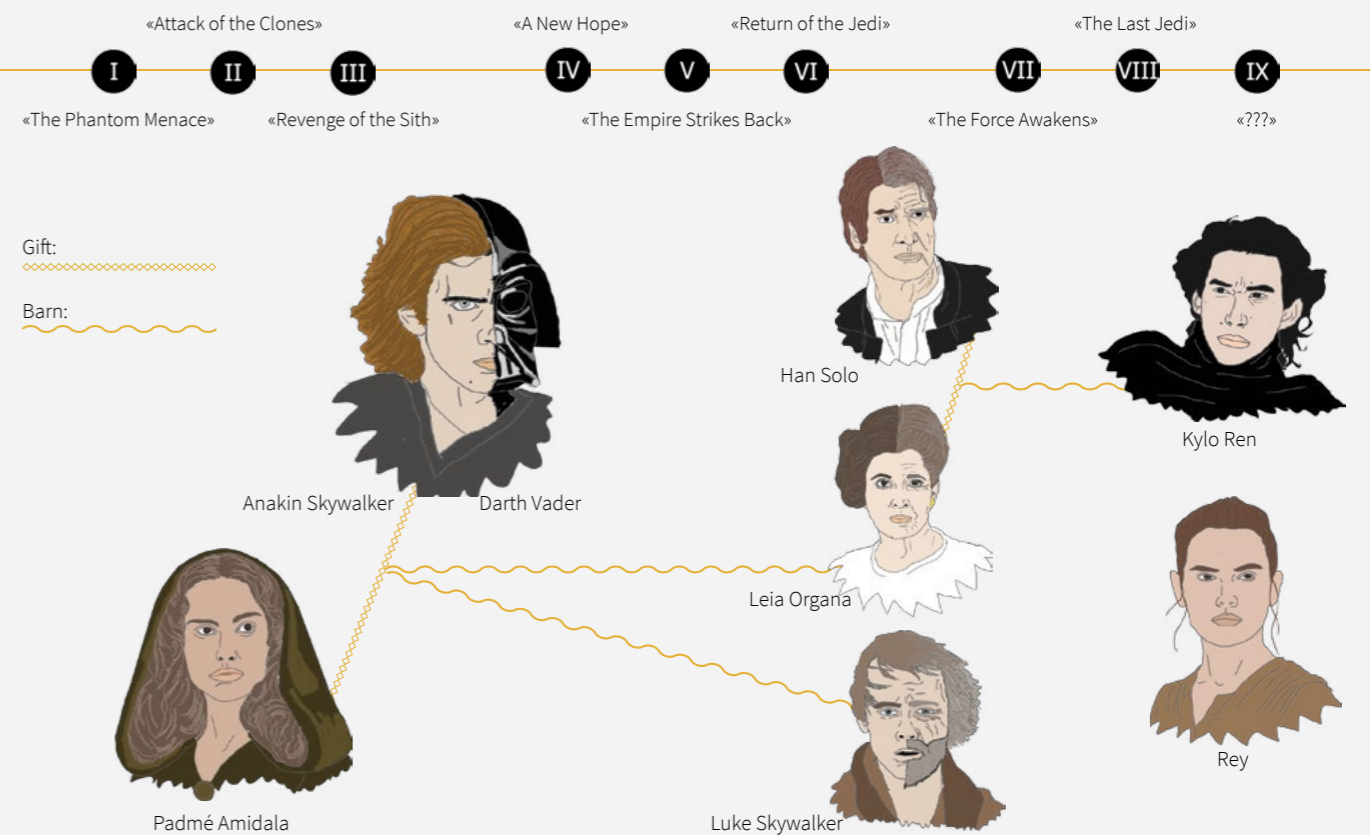 «Attack of the Clones»
«A New Hope»
«Return of the Jedi»
«The Last Jedi»
I
II
III
IV
V
VI
VII
VIII
IX
«The Phantom Menace»
«Revenge of the Sith»
«The Empire Strikes Back»
«The Force Awakens»
«???»
Gift:
Barn:
Han Solo
Kylo Ren
Anakin Skywalker
Darth Vader
Leia Organa
Rey
Padmé Amidala
Luke Skywalker